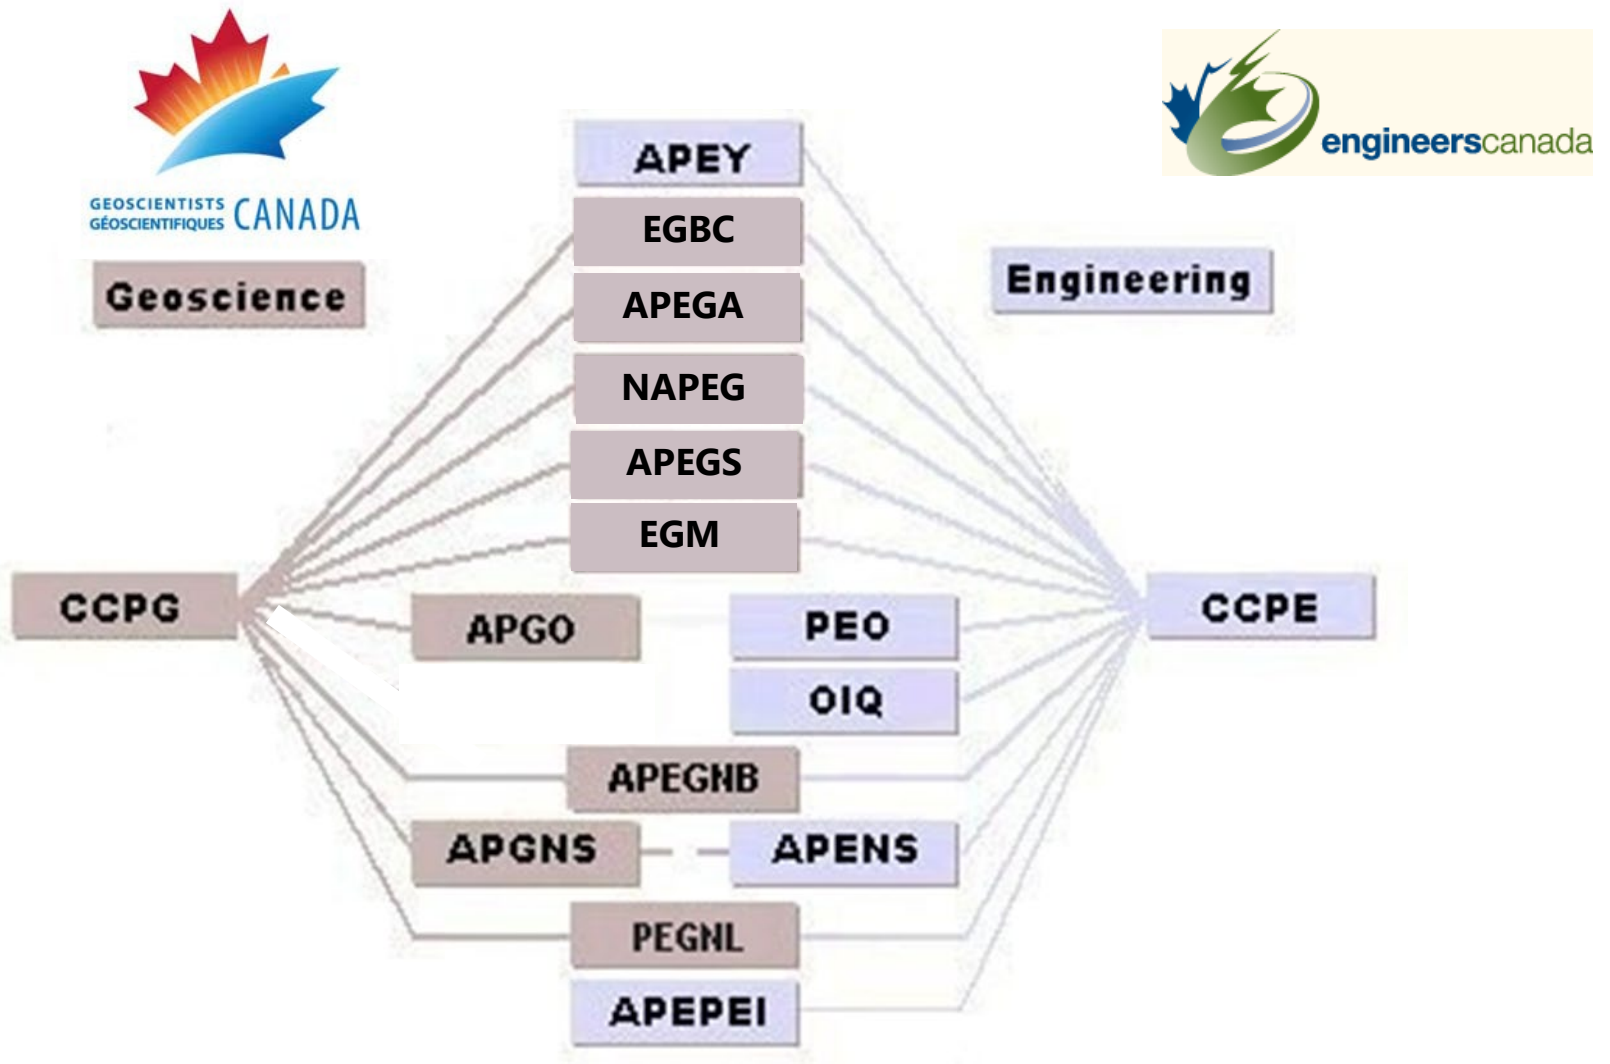 GEOSCIENTISTS
GÉOSCIENTIFIQUES
CANADA
engineerscanada
Geoscience
Engineering
APEY
EGBC
APEGA
NAPEG
APEGS
EGM
CCPG
APGO
PEO
CCPE
OIQ
APEGNB
APGNS
APENS
PEGNL
APEPEI